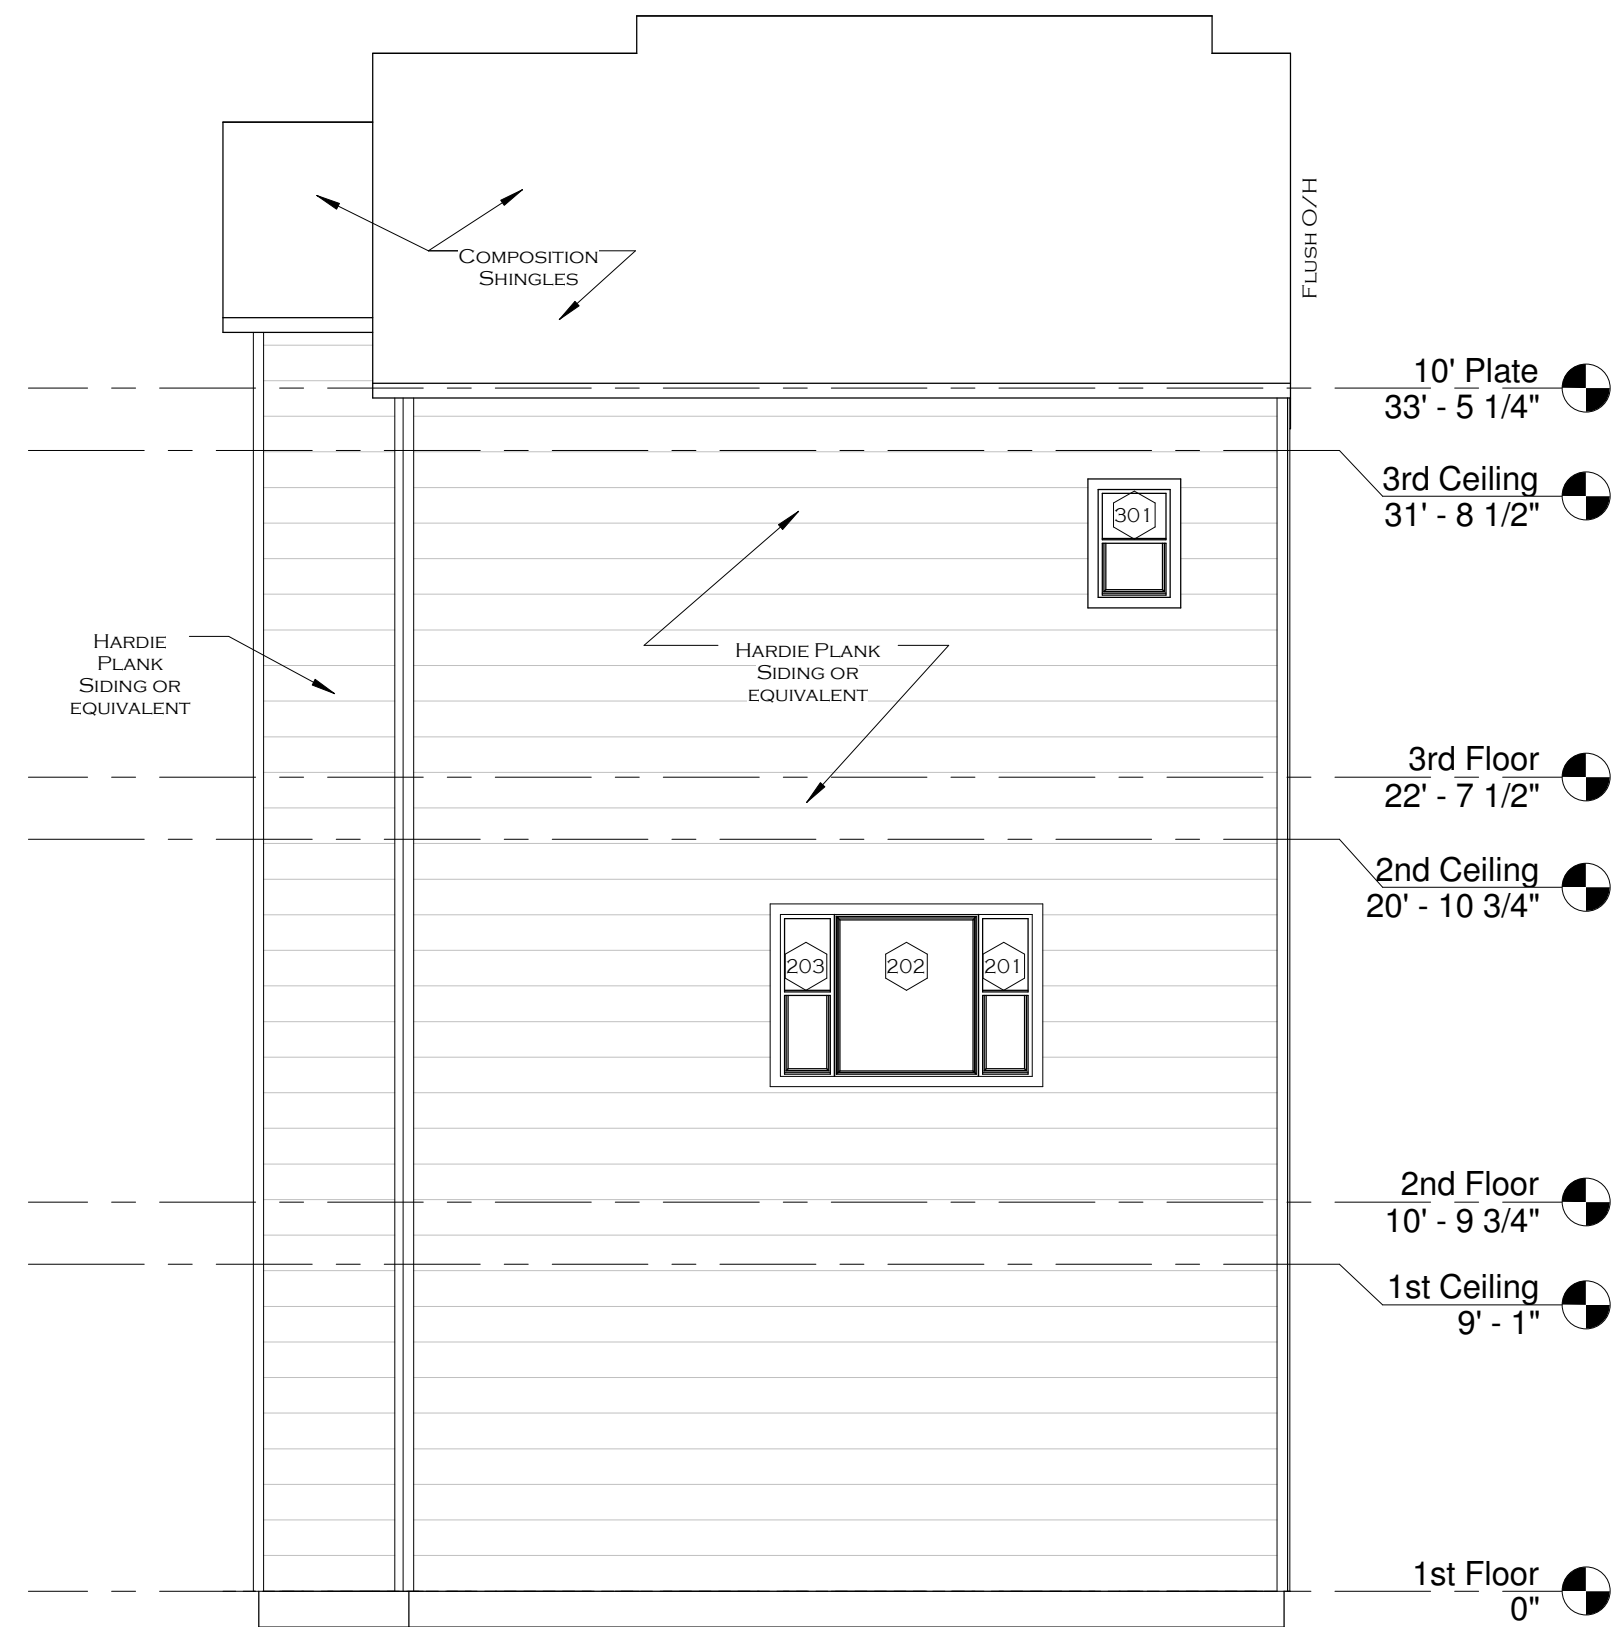 COMPOSITION
SHINGLES
FLUSH O/H
10' Plate
33' - 5 1/4"
3rd Ceiling
31' - 8 1/2"
301
HARDIE
PLANK
SIDING OR
EQUIVALENT
HARDIE PLANK
SIDING OR
EQUIVALENT
3rd Floor
22' - 7 1/2"
2nd Ceiling
20' - 10 3/4"
203
202
201
2nd Floor
10' - 9 3/4"
1st Ceiling
9' - 1"
1st Floor
0"